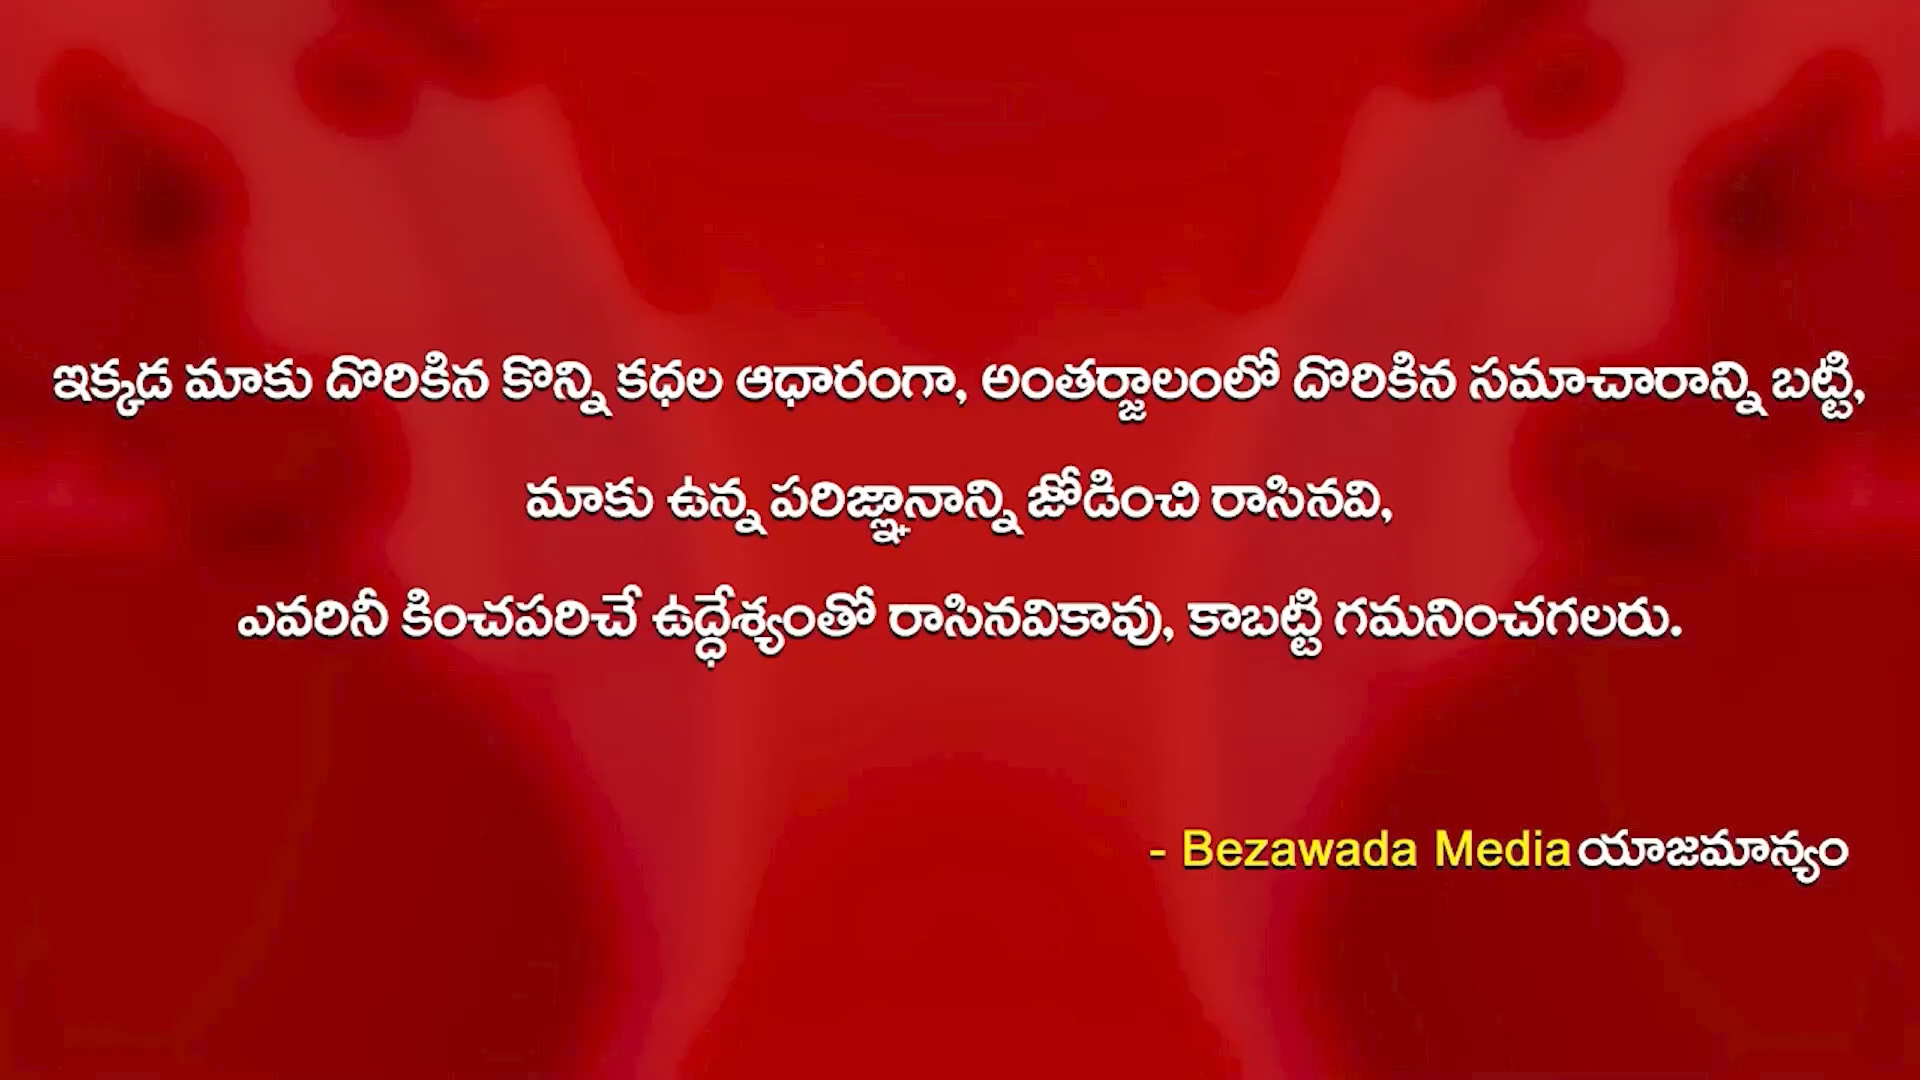 ఇక్కడ మాకు దొరికిన కొన్ని కధల ఆధారంగా, అంతర్జాలంలో దొరికిన సమాచారాన్ని బట్టి,
మాకు ఉన్న పరిజ్ఞానాన్ని జోడించి రాసినవి,
ఎవరినీ కించపరిచే ఉద్ధేశ్యంతో రాసినవికావు, కాబట్టి గమనించగలరు.
- Bezawada Media యాజమాన్యం